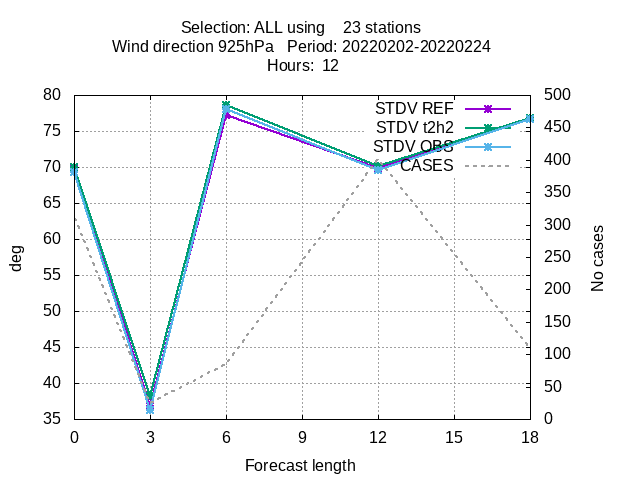 Selection: ALL using    23 stations
Wind direction 925hPa   Period: 20220202-20220224
Hours:  12
80
75
70
65
60
55
50
45
40
35
500
450
400
350
300
250
200
150
100
50
0
STDV REF
STDV t2h2
STDV OBS
CASES
deg
No cases
0 3 6 9 12 15 18
Forecast length